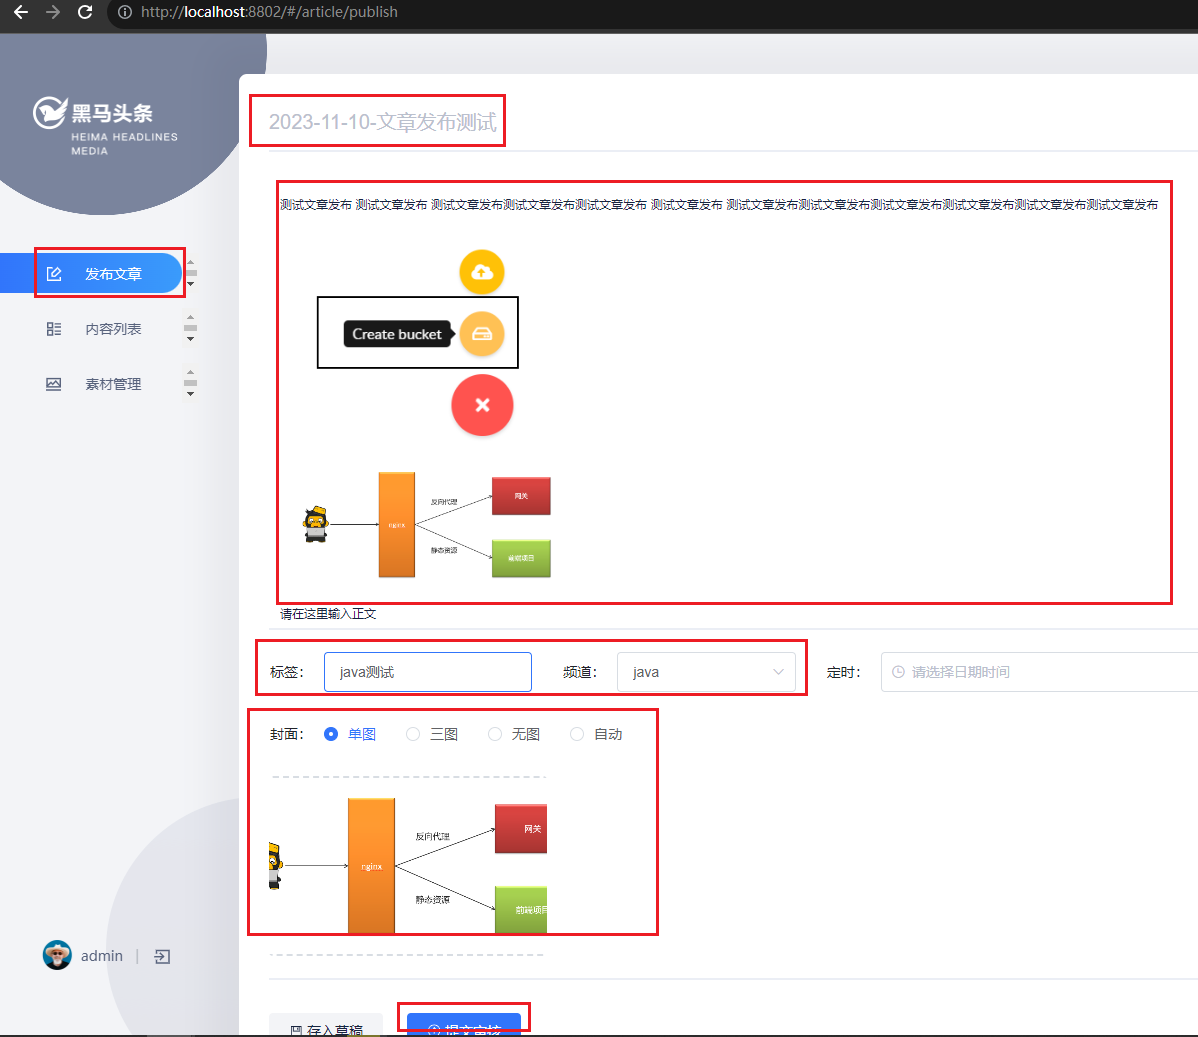 http://localhost:8802/#/article/publish
黑马头条
HEIMA HEADLINES
MEDIA
2023-11-10-文章发布测试
测试文章发布 测试文章发布 测试文章发布测试文章发布测试文章发布 测试文章发布 测试文章发布测试文章发布测试文章发布测试文章发布测试文章发布测试文章发布
发布文章
内容列表
素材管理
Create bucket
反向代理
网关
nginx
静态资源
前端项目
请在这里输入正文
标签： java测试 频道： java 定时： 请选择日期时间
封面： 单图 三图 无图 自动
反向代理
网关
nginx
静态资源
前端项目
admin
存入草稿 提交审核